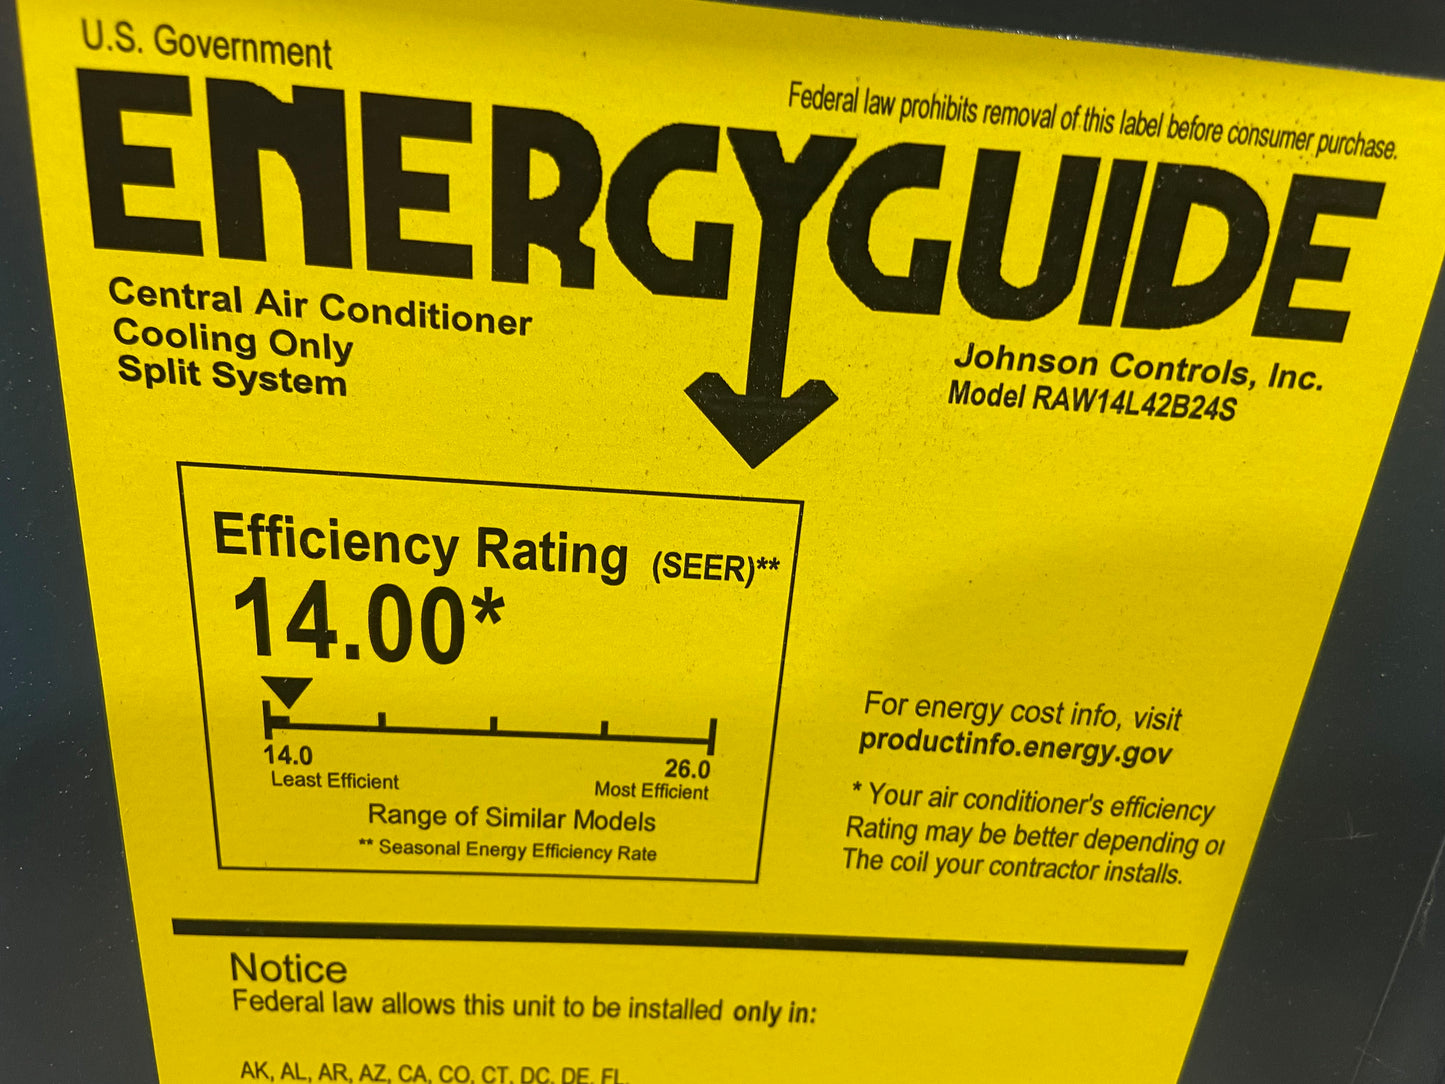 U.S. Government
Federal law prohibits removal of this label before consumer purchase.
ENERGYGUIDE
Central Air Conditioner
Cooling Only
Split System
Johnson Controls, Inc.
Model RAW14L42B24S
Efficiency Rating (SEER)**
14.00*
14.0
Least Efficient
26.0
Most Efficient
Range of Similar Models
** Seasonal Energy Efficiency Rate
For energy cost info, visit
productinfo.energy.gov
* Your air conditioner's efficiency
Rating may be better depending or
The coil your contractor installs.
Notice
Federal law allows this unit to be installed only in:
AK, AL, AR, AZ, CA, CO, CT, DC, DE, FL,